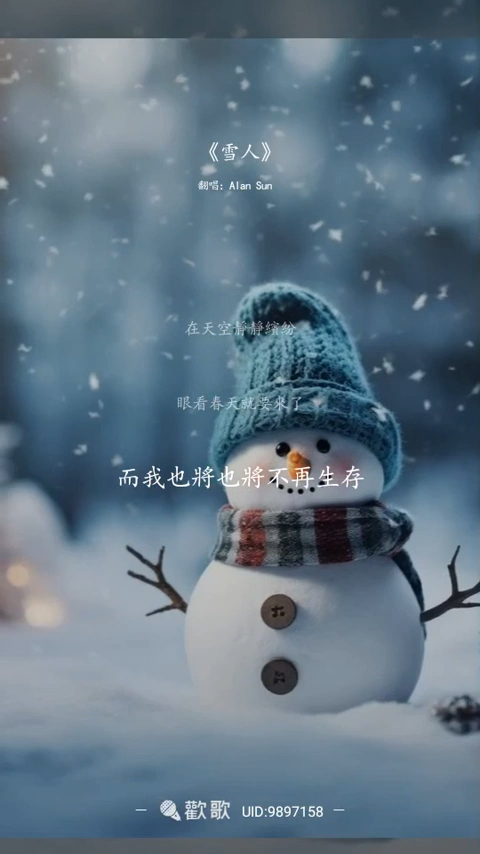 《雪人》
翻唱：Alan Sun
在天空靜靜繽紛
眼看春天就要來了
而我也將也將不再生存
歡歌 UID:9897158